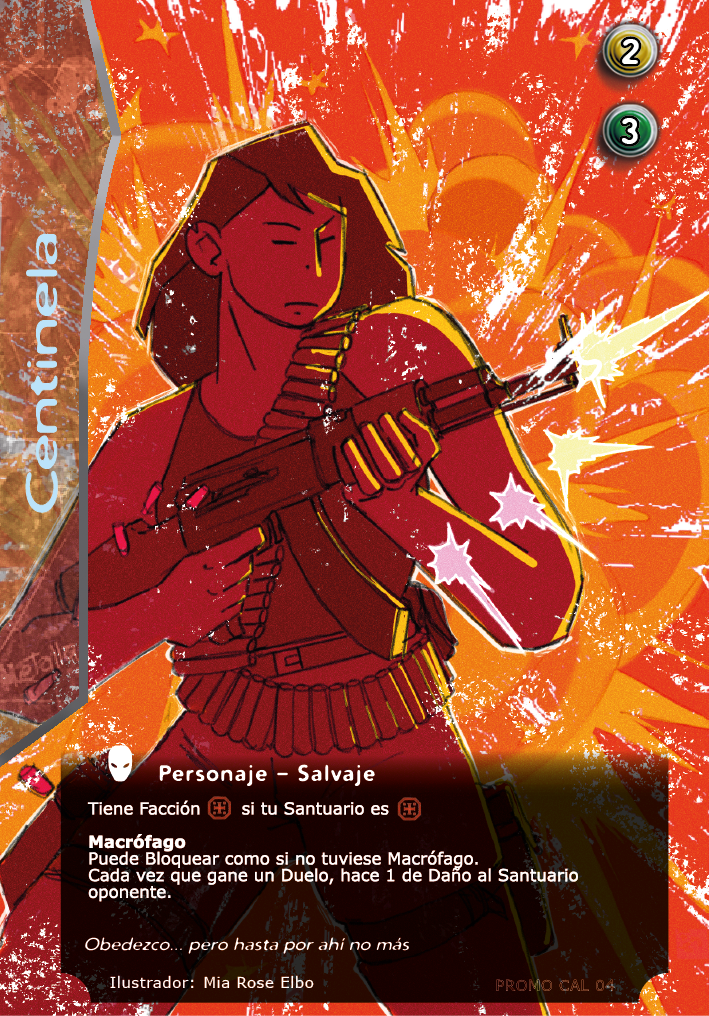 2
3
Centinela
Personaje – Salvaje
Tiene Facción si tu Santuario es
Macrófago
Puede Bloquear como si no tuviese Macrófago.
Cada vez que gane un Duelo, hace 1 de Daño al Santuario
oponente.
Obedezco... pero hasta por ahí no más
Ilustrador: Mia Rose Elbo
PROMO CAL 04